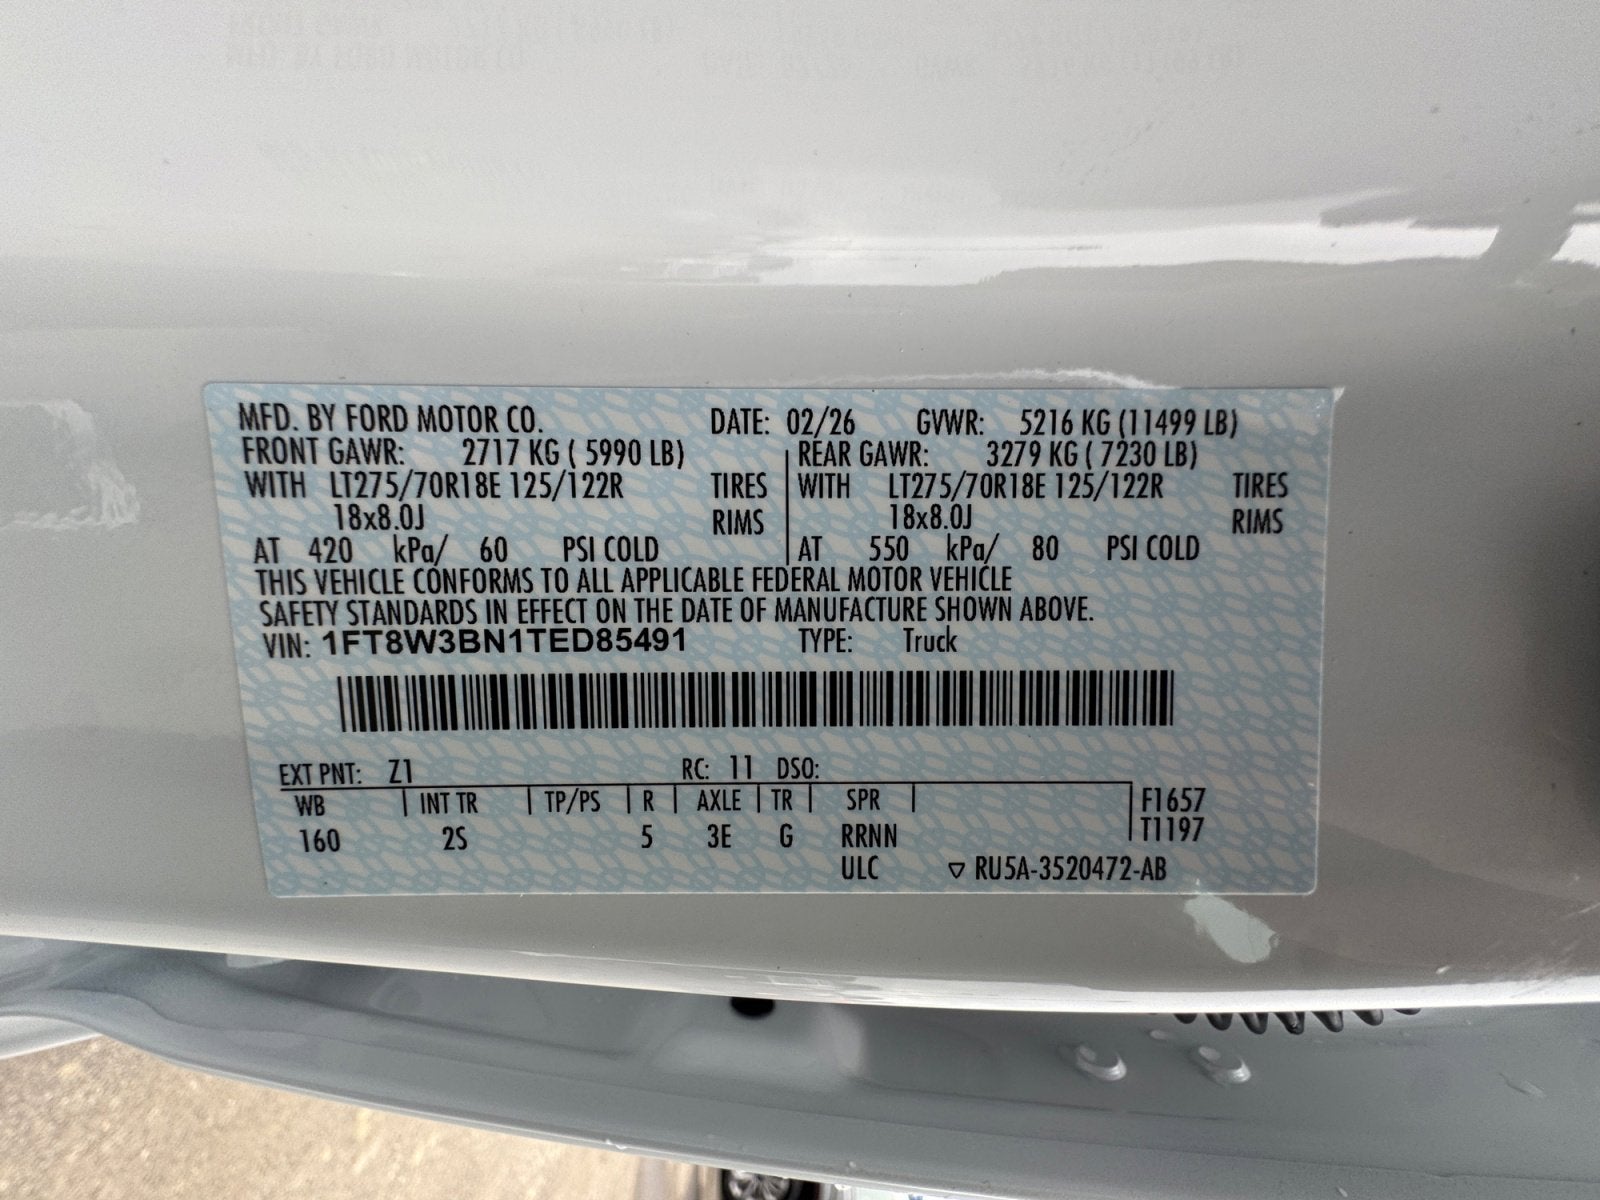 MFD. BY FORD MOTOR CO. DATE: 02/26 GVWR: 5216 KG (11499 LB)
FRONT GAWR: 2717 KG ( 5990 LB) REAR GAWR: 3279 KG ( 7230 LB)
WITH LT275/70R18E 125/122R TIRES WITH LT275/70R18E 125/122R TIRES
18x8.0J RIMS 18x8.0J RIMS
AT 420 kPa/ 60 PSI COLD AT 550 kPa/ 80 PSI COLD
THIS VEHICLE CONFORMS TO ALL APPLICABLE FEDERAL MOTOR VEHICLE
SAFETY STANDARDS IN EFFECT ON THE DATE OF MANUFACTURE SHOWN ABOVE.
VIN: 1FT8W3BN1TED85491 TYPE: Truck
EXT PNT: Z1 RC: 11 DSO:
WB INT TR TP/PS R AXLE TR SPR F1657
160 2S 5 3E G RRNN T1197
ULC ▽ RU5A-3520472-AB